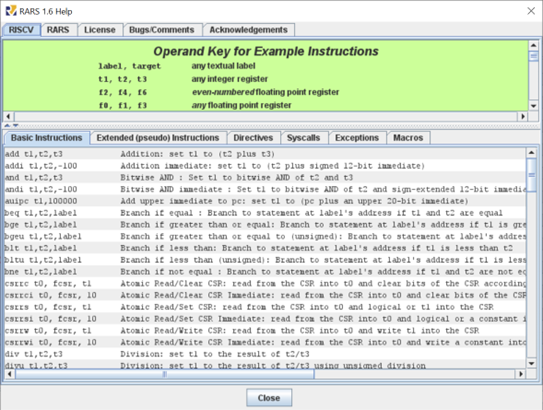 RARS 1.6 Help
RISCV RARS License Bugs/Comments Acknowledgements
Operand Key for Example Instructions
label, target any textual label
t1, t2, t3 any integer register
f2, f4, f6 even-numbered floating point register
f0, f1, f3 any floating point register
Basic Instructions Extended (pseudo) Instructions Directives Syscalls Exceptions Macros
add t1,t2,t3 Addition: set t1 to (t2 plus t3)
addi t1,t2,-100 Addition immediate: set t1 to (t2 plus signed 12-bit immediate)
and t1,t2,t3 Bitwise AND : Set t1 to bitwise AND of t2 and t3
andi t1,t2,-100 Bitwise AND immediate : Set t1 to bitwise AND of t2 and sign-extended 12-bit immedia
auipc t1,100000 Add upper immediate to pc: set t1 to (pc plus an upper 20-bit immediate)
beq t1,t2,label Branch if equal : Branch to statement at label's address if t1 and t2 are equal
bge t1,t2,label Branch if greater than or equal: Branch to statement at label's address if t1 is gre
bgeu t1,t2,label Branch if greater than or equal to (unsigned): Branch to statement at label's addres
blt t1,t2,label Branch if less than: Branch to statement at label's address if t1 is less than t2
bltu t1,t2,label Branch if less than (unsigned): Branch to statement at label's address if t1 is less
bne t1,t2,label Branch if not equal : Branch to statement at label's address if t1 and t2 are not eq
csrrc t0, fcsr, t1 Atomic Read/Clear CSR: read from the CSR into t0 and clear bits of the CSR according
csrrci t0, fcsr, 10 Atomic Read/Clear CSR Immediate: read from the CSR into t0 and clear bits of the CSR
csrrs t0, fcsr, t1 Atomic Read/Set CSR: read from the CSR into t0 and logical or t1 into the CSR
csrrsi t0, fcsr, 10 Atomic Read/Set CSR Immediate: read from the CSR into t0 and logical or a constant i
csrrw t0, fcsr, t1 Atomic Read/Write CSR: read from the CSR into t0 and write t1 into the CSR
csrrwi t0, fcsr, 10 Atomic Read/Write CSR Immediate: read from the CSR into t0 and write a constant into
div t1,t2,t3 Division: set t1 to the result of t2/t3
divu t1,t2,t3 Division: set t1 to the result of t2/t3 using unsigned division
Close